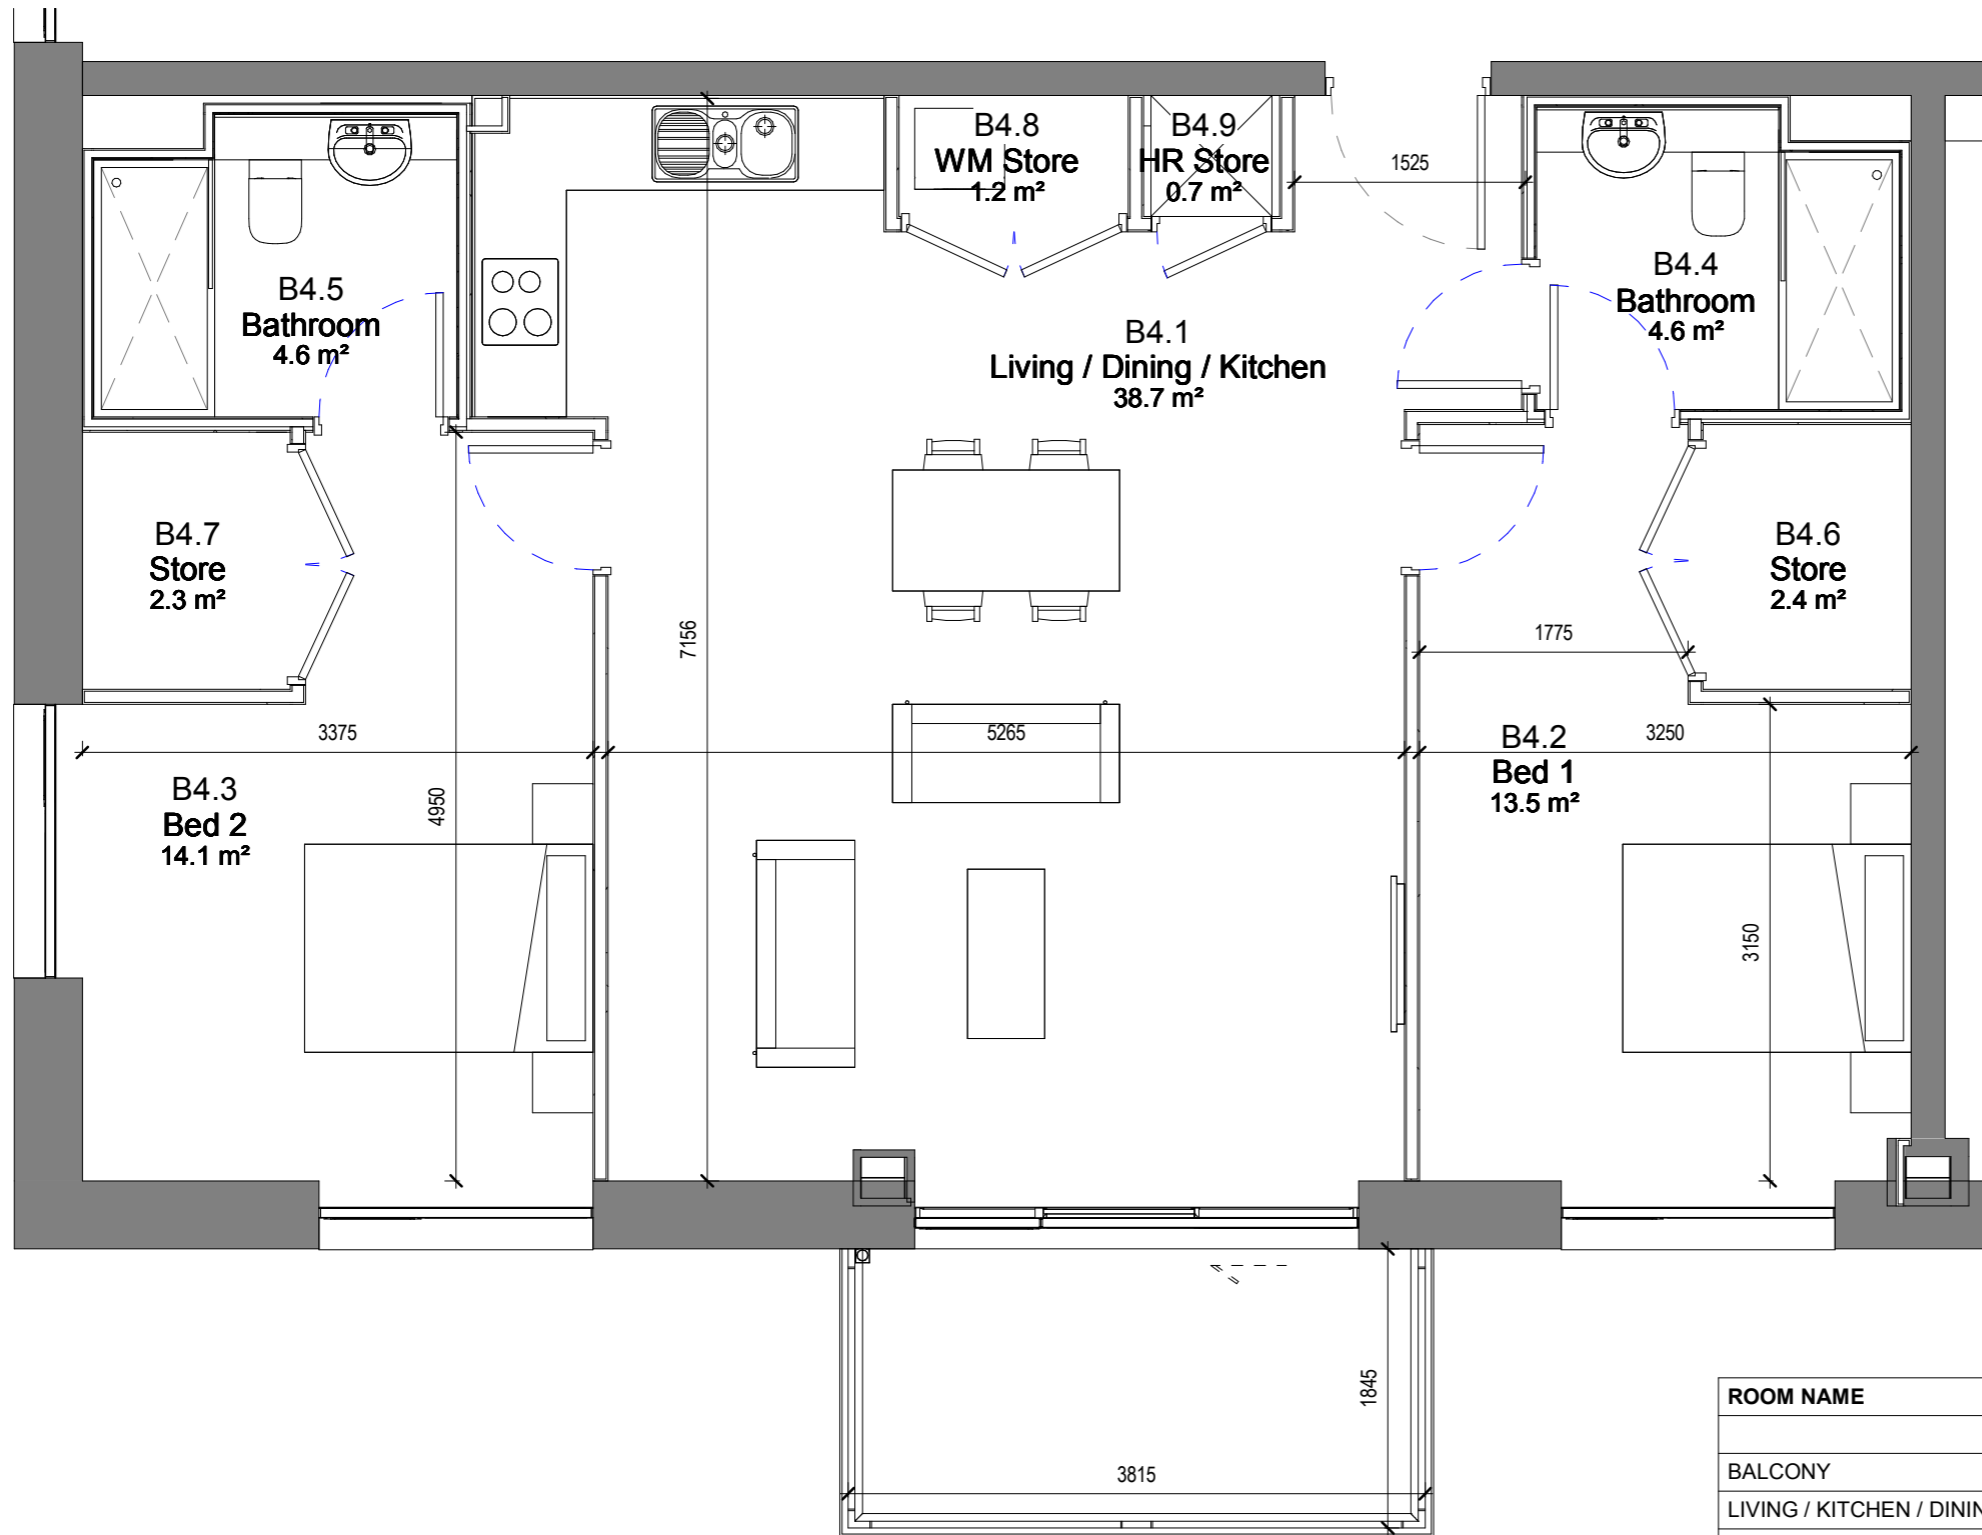 B4.8
WM Store
1.2 m²
B4.9
HR Store
0.7 m²
1525
B4.5
Bathroom
4.6 m²
B4.4
Bathroom
4.6 m²
B4.1
Living / Dining / Kitchen
38.7 m²
B4.7
Store
2.3 m²
B4.6
Store
2.4 m²
7156
1775
3375
5265
3250
B4.3
Bed 2
14.1 m²
4950
B4.2
Bed 1
13.5 m²
3150
1845
3815
ROOM NAME
BALCONY
LIVING / KITCHEN / DININ